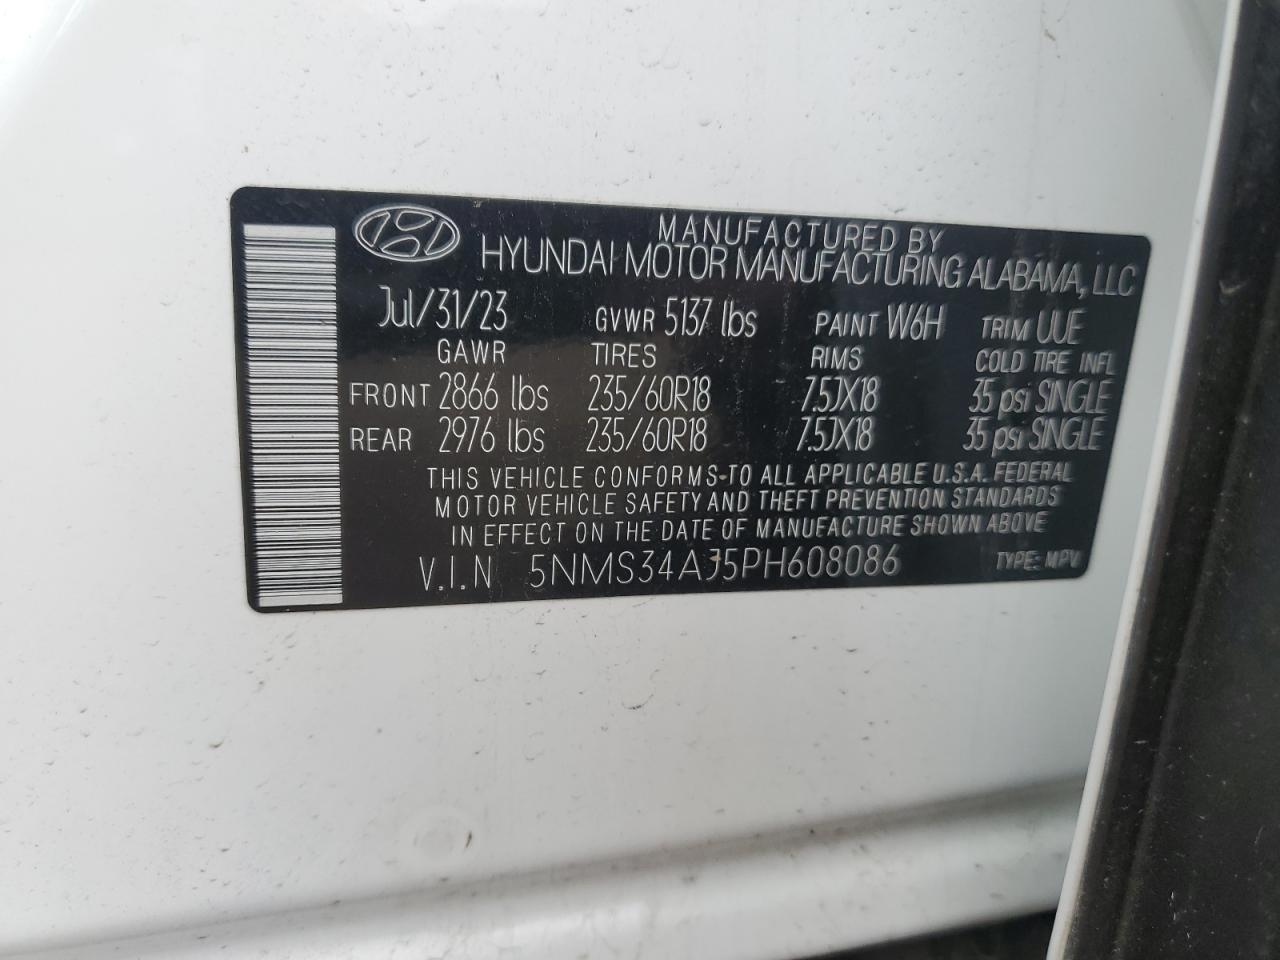 MANUFACTURED BY
HYUNDAI MOTOR MANUFACTURING ALABAMA, LLC
Jul/31/23 GVWR 5137 lbs PAINT W6H TRIM UUE
GAWR TIRES RIMS COLD TIRE INFL
FRONT 2866 lbs 235/60R18 7.5JX18 35 psi SINGLE
REAR 2976 lbs 235/60R18 7.5JX18 35 psi SINGLE
THIS VEHICLE CONFORMS TO ALL APPLICABLE U.S.A. FEDERAL
MOTOR VEHICLE SAFETY AND THEFT PREVENTION STANDARDS
IN EFFECT ON THE DATE OF MANUFACTURE SHOWN ABOVE
V.I.N 5NMS34AJ5PH608086 TYPE: MPV